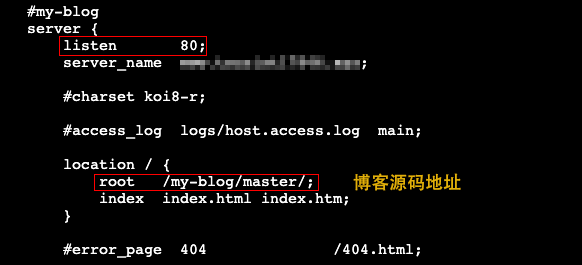 #my-blog
server {
listen 80;
server_name ;
#charset koi8-r;
#access_log logs/host.access.log main;
location / {
root /my-blog/master/; 博客源码地址
index index.html index.htm;
}
#error_page 404 /404.html;